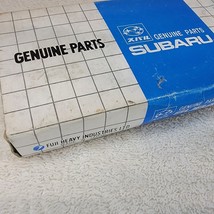 GENUINE PARTS
GENUINE PARTS
SUBARU
FUJI HEAVY INDUSTRIES LTD.